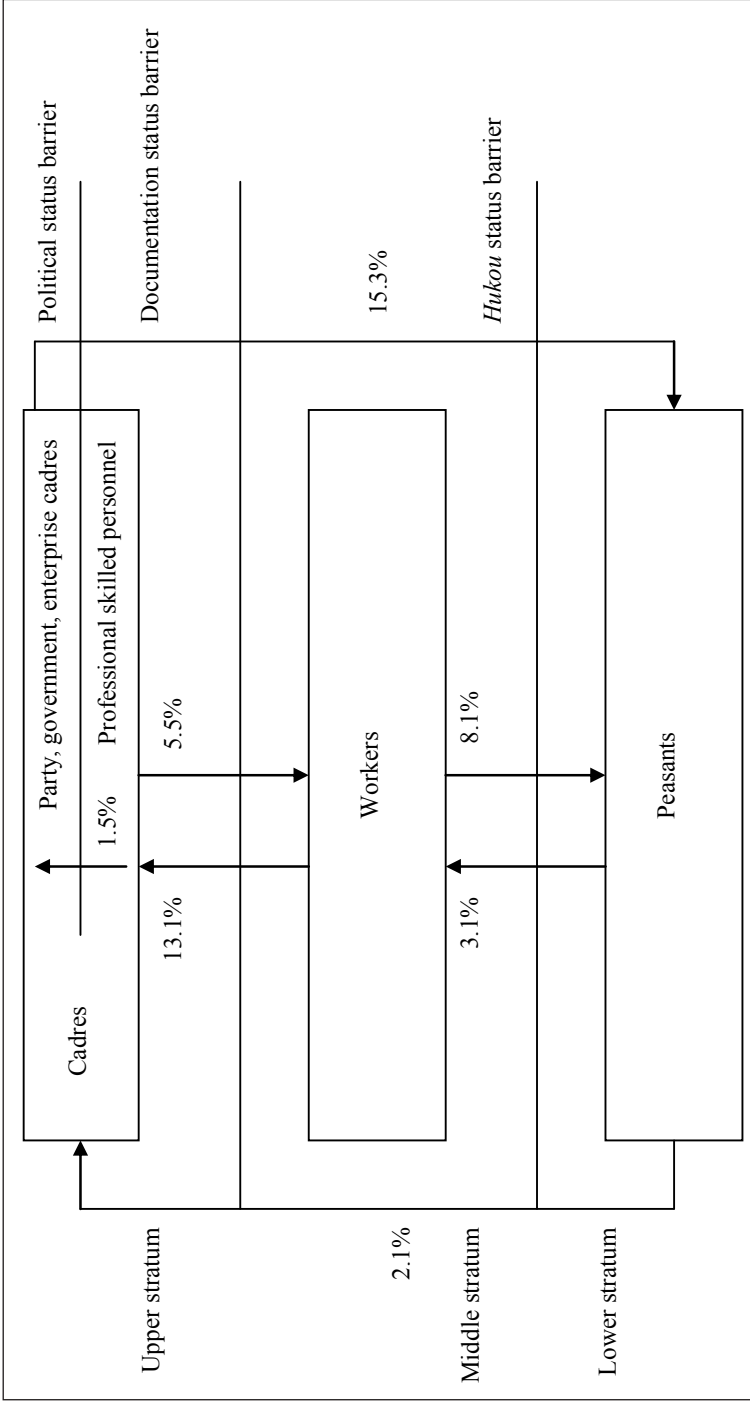 Political status barrier
Party, government, enterprise cadres
Cadres
1.5%
Professional skilled personnel
Documentation status barrier
Upper stratum
13.1%
5.5%
15.3%
2.1%
Workers
Middle stratum
3.1%
8.1%
Hukou status barrier
Lower stratum
Peasants